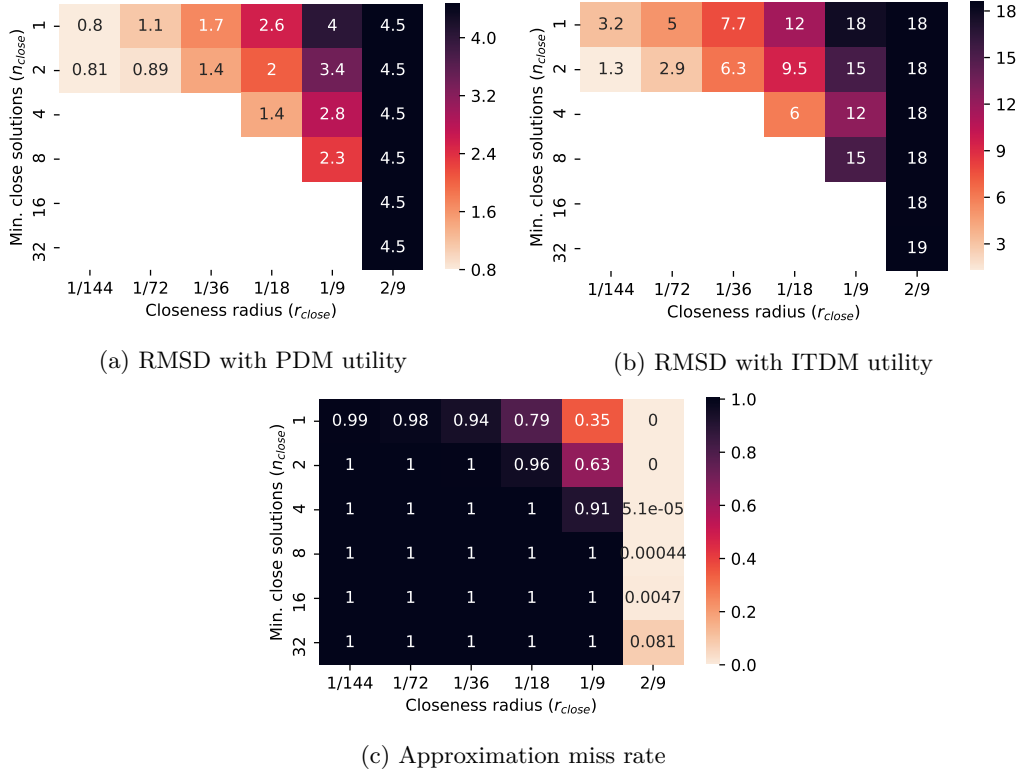 Min. close solutions (n_close)
1 0.8 1.1 1.7 2.6 4 4.5
2 0.81 0.89 1.4 2 3.4 4.5
4 1.4 2.8 4.5
8 2.3 4.5
16 4.5
32 4.5
1/144 1/72 1/36 1/18 1/9 2/9
Closeness radius (r_close)
4.0
3.2
2.4
1.6
0.8
(a) RMSD with PDM utility
Min. close solutions (n_close)
1 3.2 5 7.7 12 18 18
2 1.3 2.9 6.3 9.5 15 18
4 6 12 18
8 15 18
16 18
32 19
1/144 1/72 1/36 1/18 1/9 2/9
Closeness radius (r_close)
18
15
12
9
6
3
(b) RMSD with ITDM utility
Min. close solutions (n_close)
1 0.99 0.98 0.94 0.79 0.35 0
2 1 1 1 0.96 0.63 0
4 1 1 1 1 0.91 5.1e-05
8 1 1 1 1 1 0.00044
16 1 1 1 1 1 0.0047
32 1 1 1 1 1 0.081
1/144 1/72 1/36 1/18 1/9 2/9
Closeness radius (r_close)
1.0
0.8
0.6
0.4
0.2
0.0
(c) Approximation miss rate